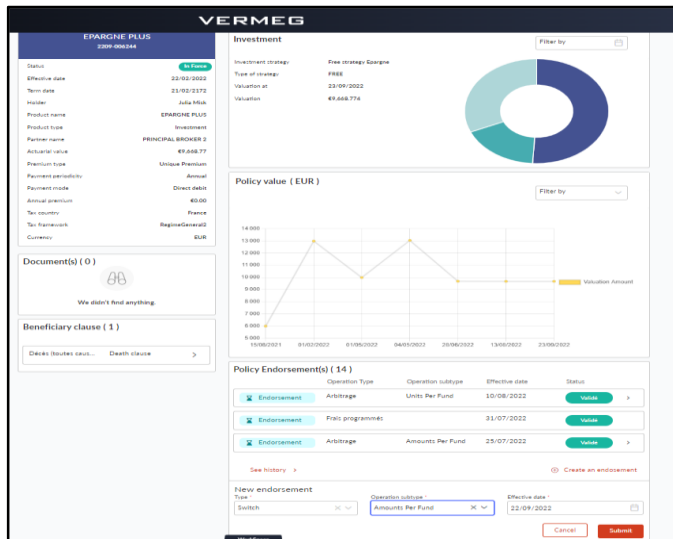 VERMEG
EPARGNE PLUS
2209-006244
Status In Force
Effective date 22/02/2022
Term date 21/02/2172
Holder Julia Misk
Product name EPARGNE PLUS
Product type Investment
Partner name PRINCIPAL BROKER 2
Actuarial value €9,668.77
Premium type Unique Premium
Payment periodicity Annual
Payment mode Direct debit
Annual premium €0.00
Tax country France
Tax framework RegimeGeneral2
Currency EUR
Document(s) ( 0 )
We didn't find anything.
Beneficiary clause ( 1 )
Décès (toutes caus... Death clause >
Investment
Filter by
Investment strategy Free strategy Epargne
Type of strategy FREE
Valuation at 23/09/2022
Valuation €9,668.774
Policy value ( EUR )
Filter by
14 000
13 000
12 000
11 000
10 000
9 000
8 000
7 000
6 000
5 000
19/08/2021 01/02/2022 01/05/2022 04/05/2022 20/06/2022 13/08/2022 23/09/2022
Valuation Amount
Policy Endorsement(s) ( 14 )
Operation Type Operation subtype Effective date Status
Endorsement Arbitrage Units Per Fund 10/08/2022 Validé >
Endorsement Frais programmés 31/07/2022 Validé
Endorsement Arbitrage Amounts Per Fund 25/07/2022 Validé >
See history > Create an endosement
New endorsement
Type * Operation subtype * Effective date *
Switch Amounts Per Fund 22/09/2022
Cancel Submit